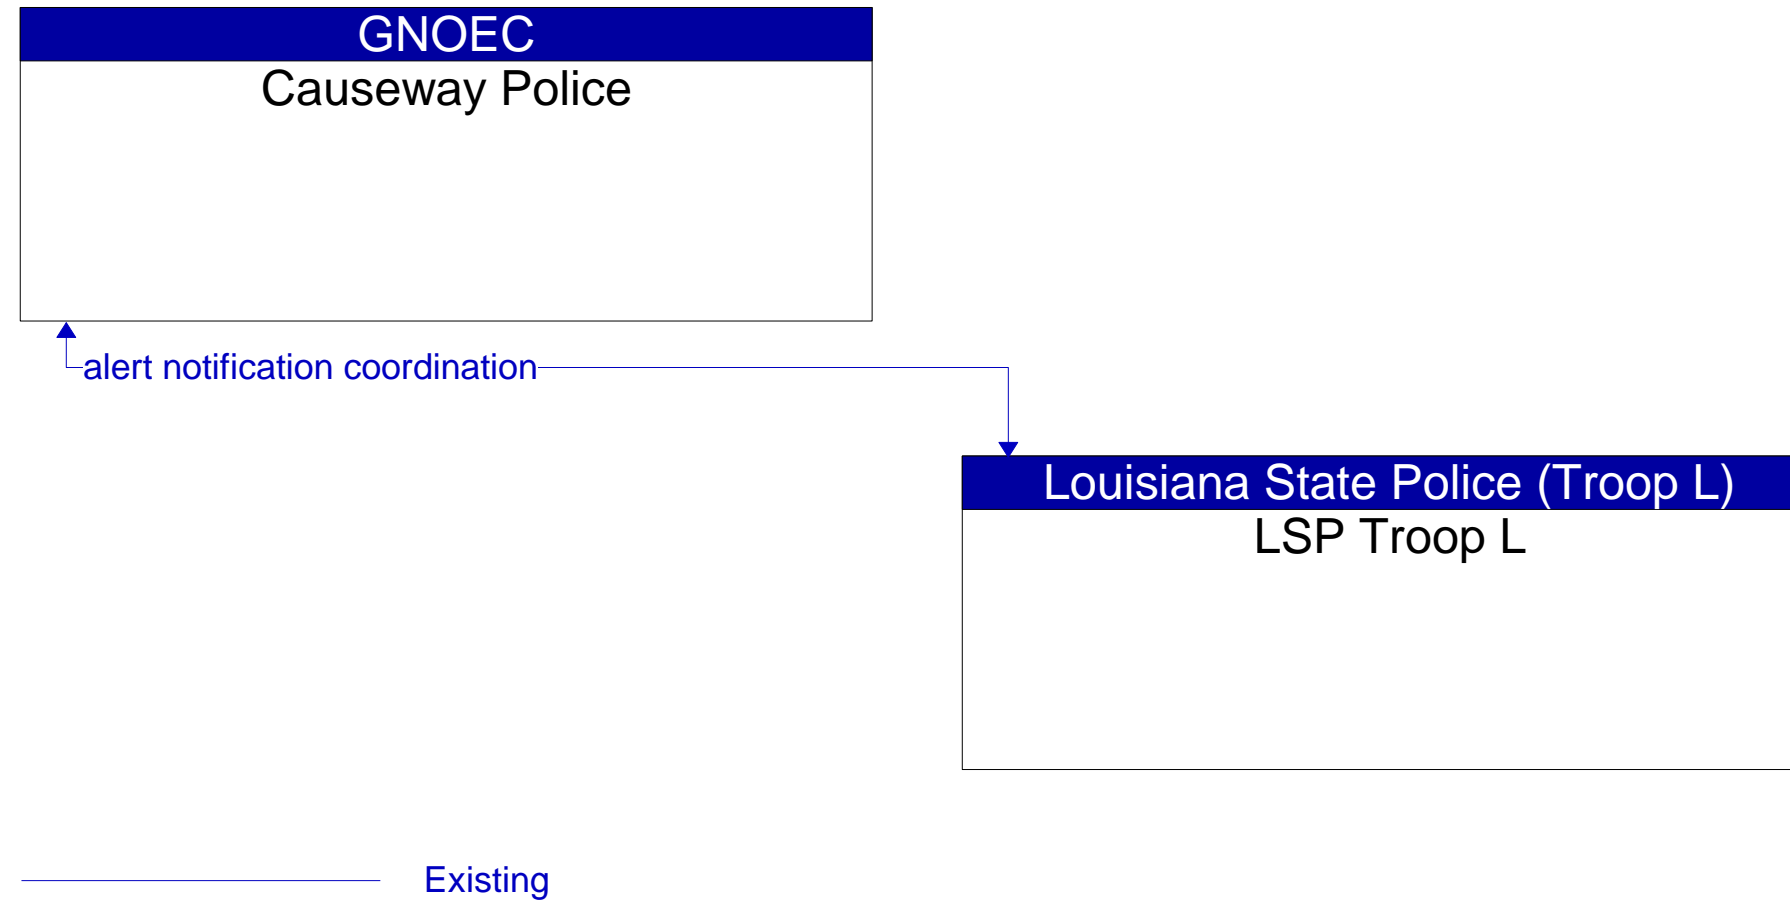 GNOEC
Causeway Police
alert notification coordination
Louisiana State Police (Troop L)
LSP Troop L
Existing